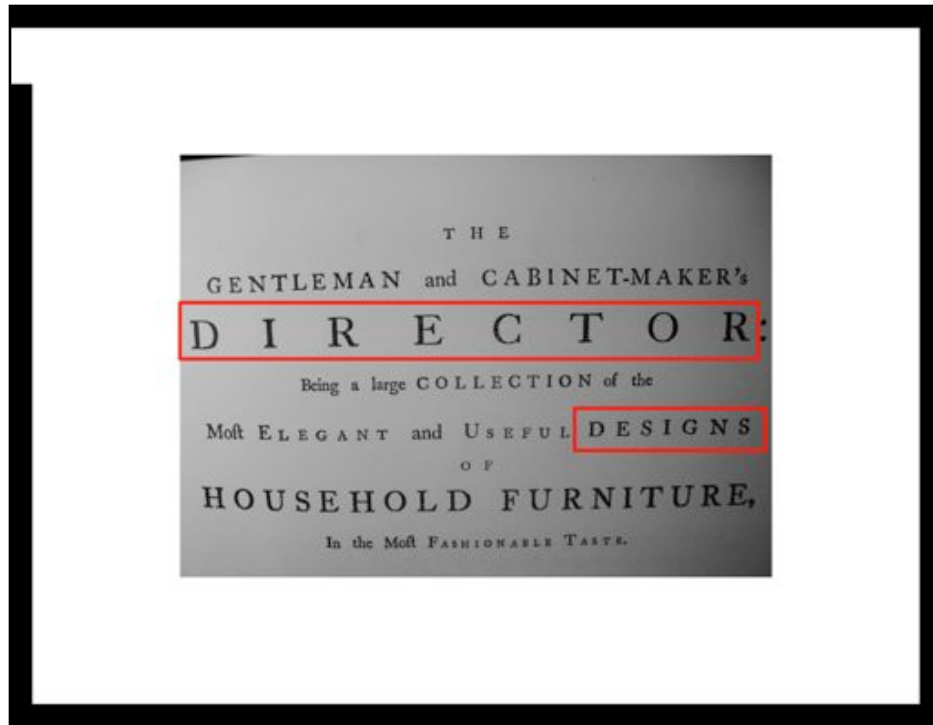 THE
GENTLEMAN and CABINET-MAKER's
DIRECTOR:
Being a large COLLECTION of the
Moſt ELEGANT and USEFUL DESIGNS
OF
HOUSEHOLD FURNITURE,
In the Moſt FASHIONABLE TASTE.